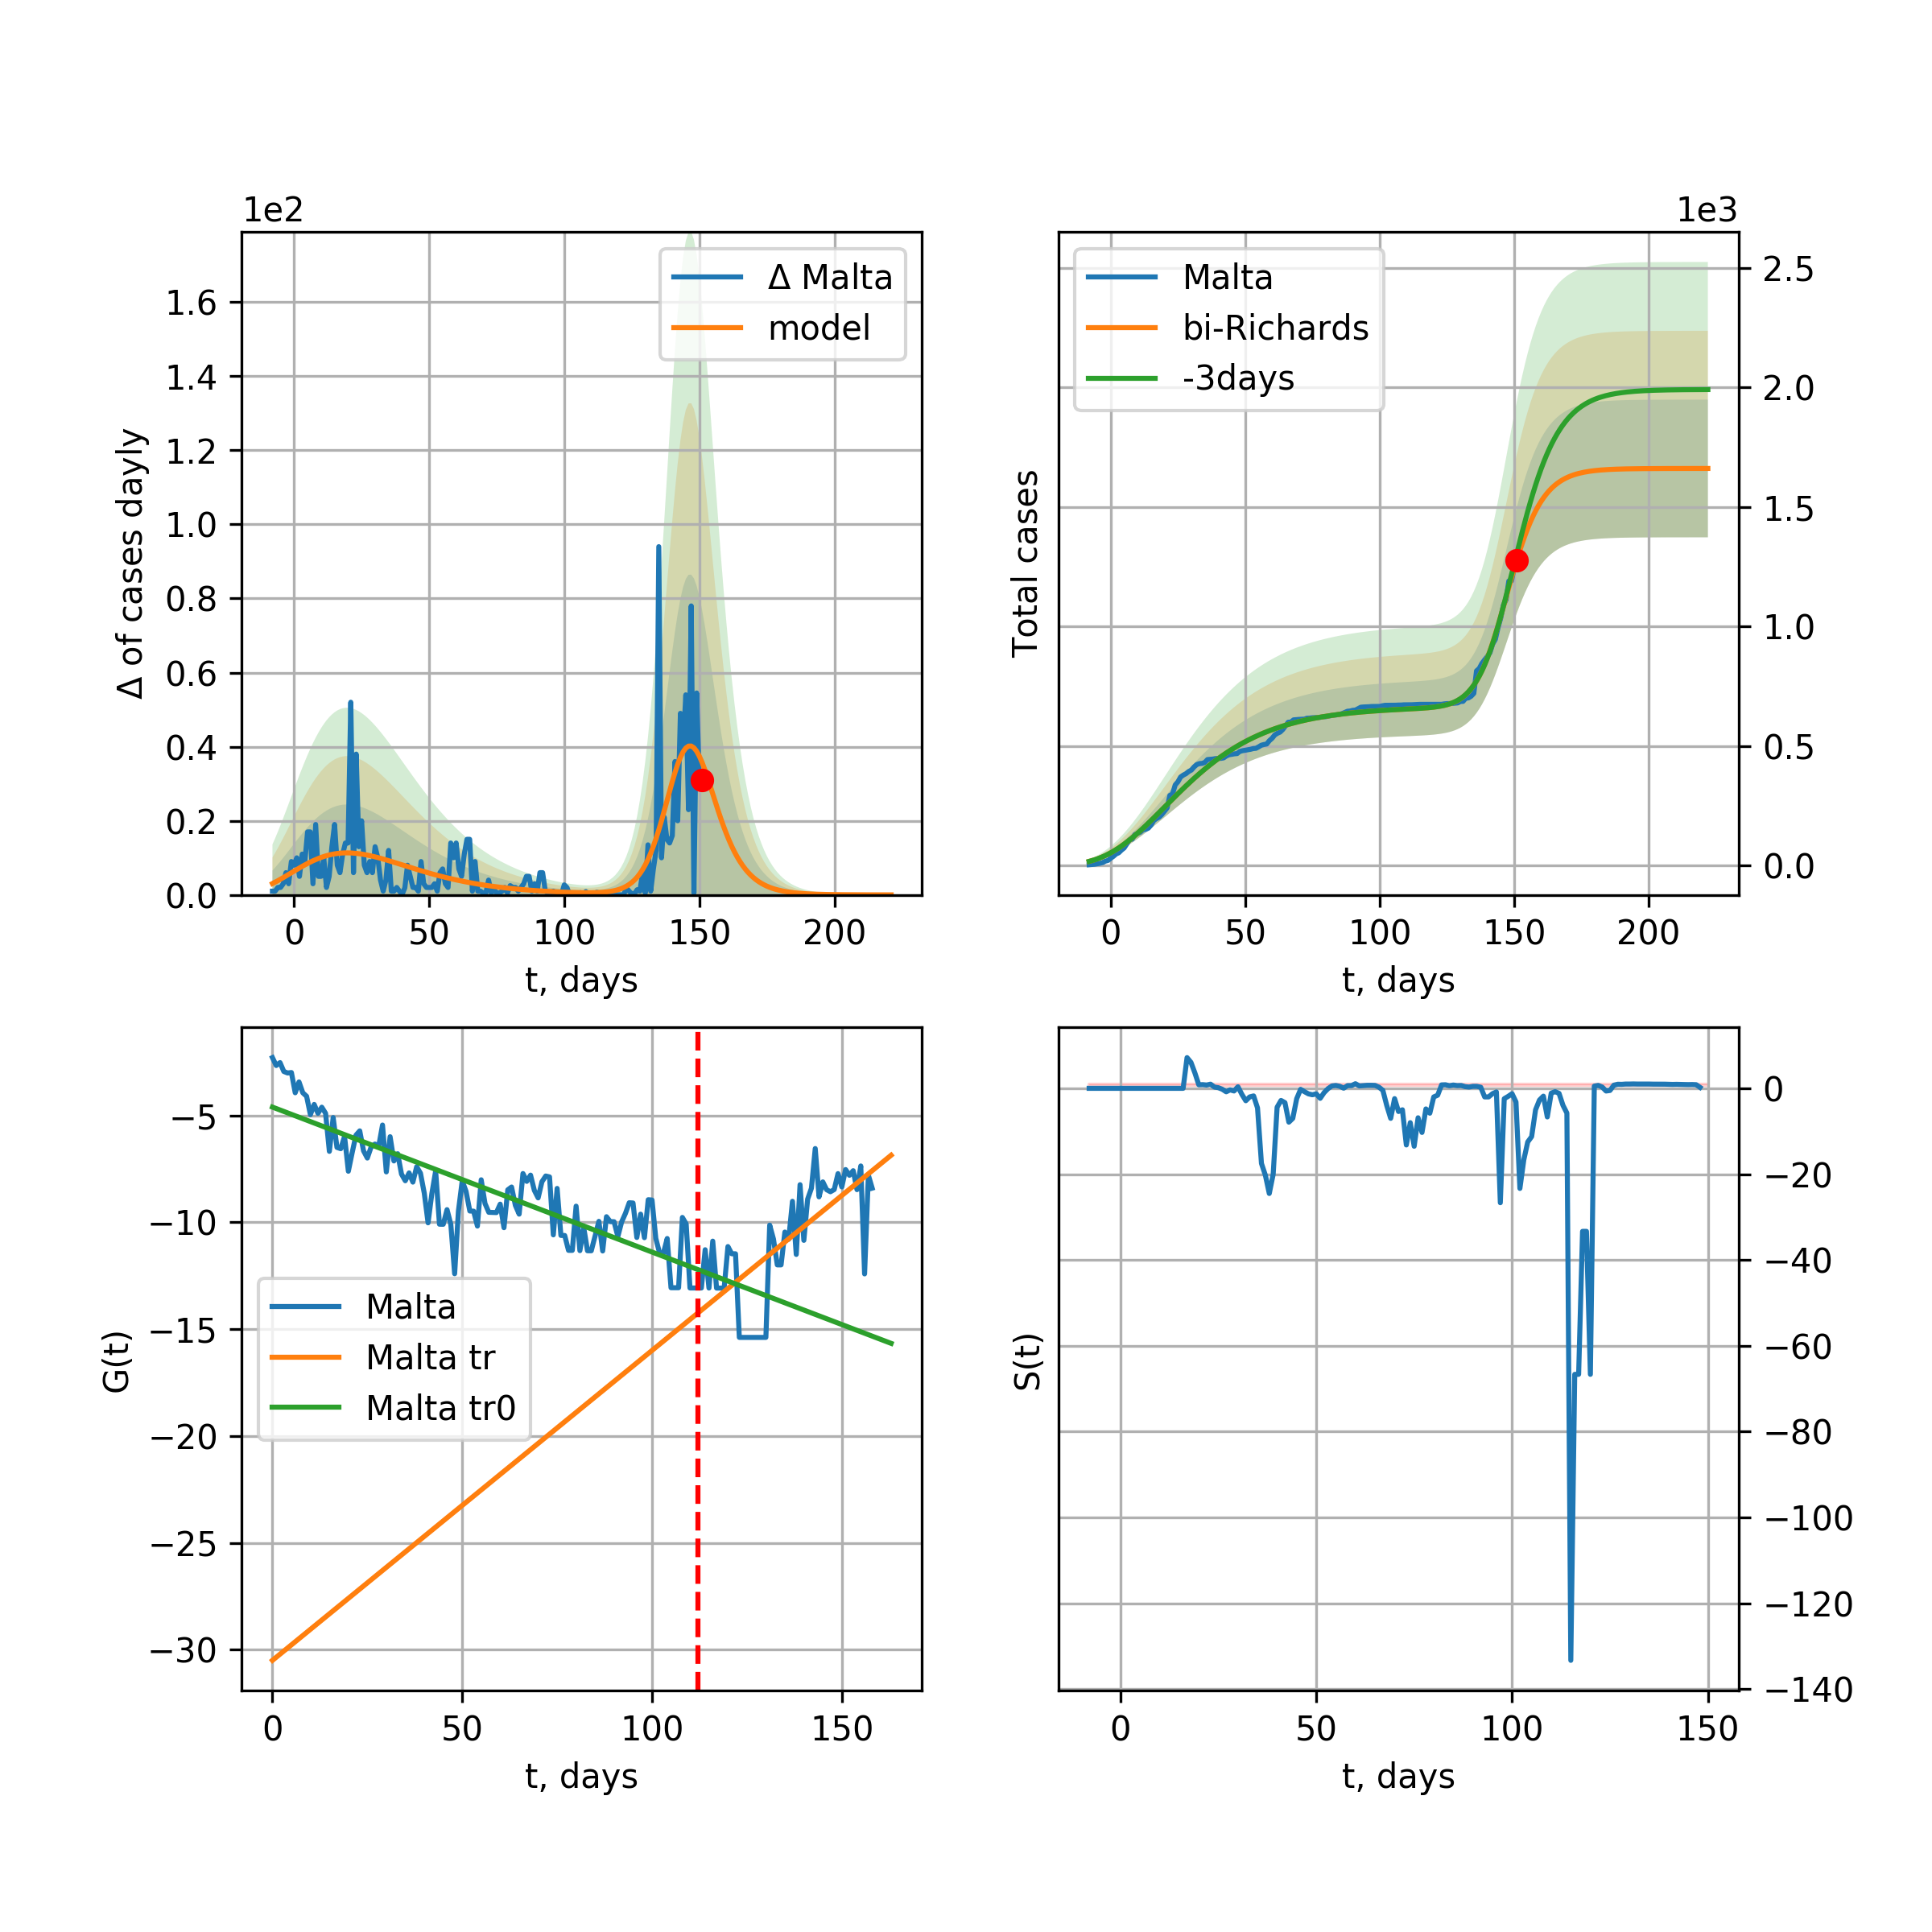 1e2
Δ of cases dayly
1.6
1.4
1.2
1.0
0.8
0.6
0.4
0.2
0.0
Δ Malta
model
0 50 100 150 200
t, days
1e3
Total cases
Malta
bi-Richards
-3days
2.5
2.0
1.5
1.0
0.5
0.0
0 50 100 150 200
t, days
G(t)
−5
−10
−15
−20
−25
−30
Malta
Malta tr
Malta tr0
0 50 100 150
t, days
S(t)
0
−20
−40
−60
−80
−100
−120
−140
0 50 100 150
t, days